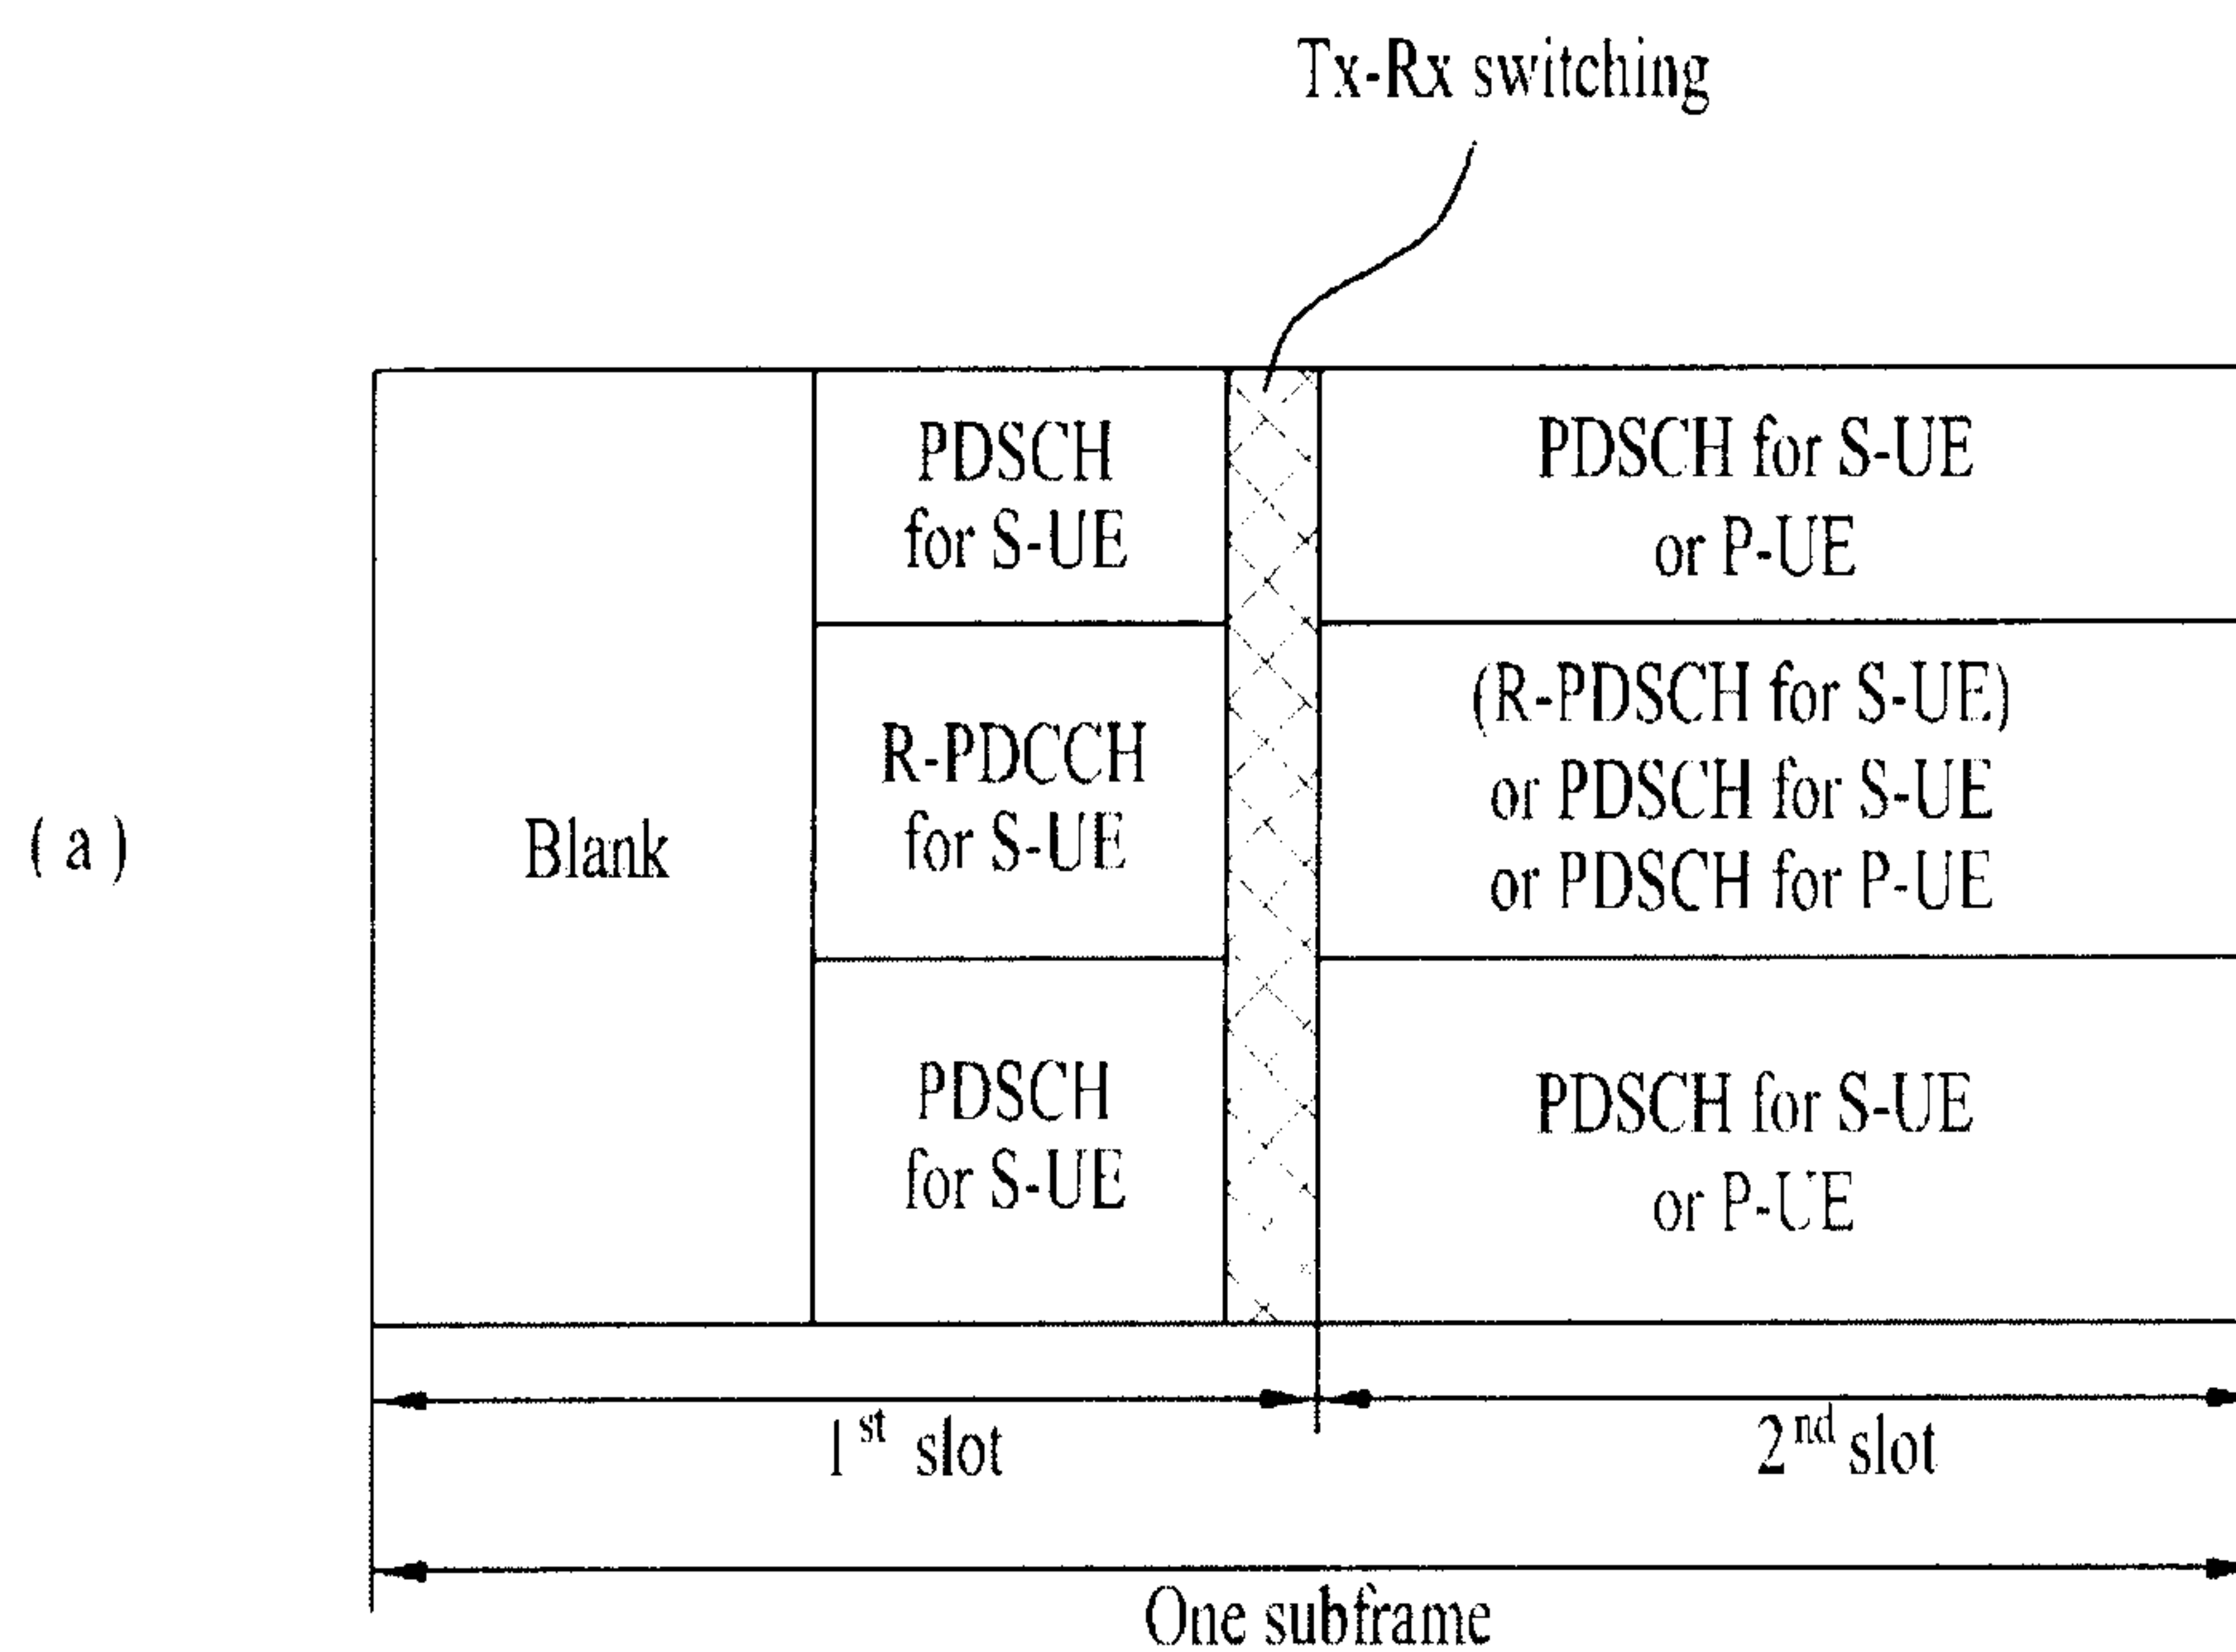 Tx-Rx switching
PDSCH
for S-UE
PDSCH for S-UE
or P-UE
(a)
Blank
R-PDCCH
for S-UE
(R-PDSCH for S-UE)
or PDSCH for S-UE
or PDSCH for P-UE
PDSCH
for S-UE
PDSCH for S-UE
or P-UE
1st slot
2nd slot
One subframe